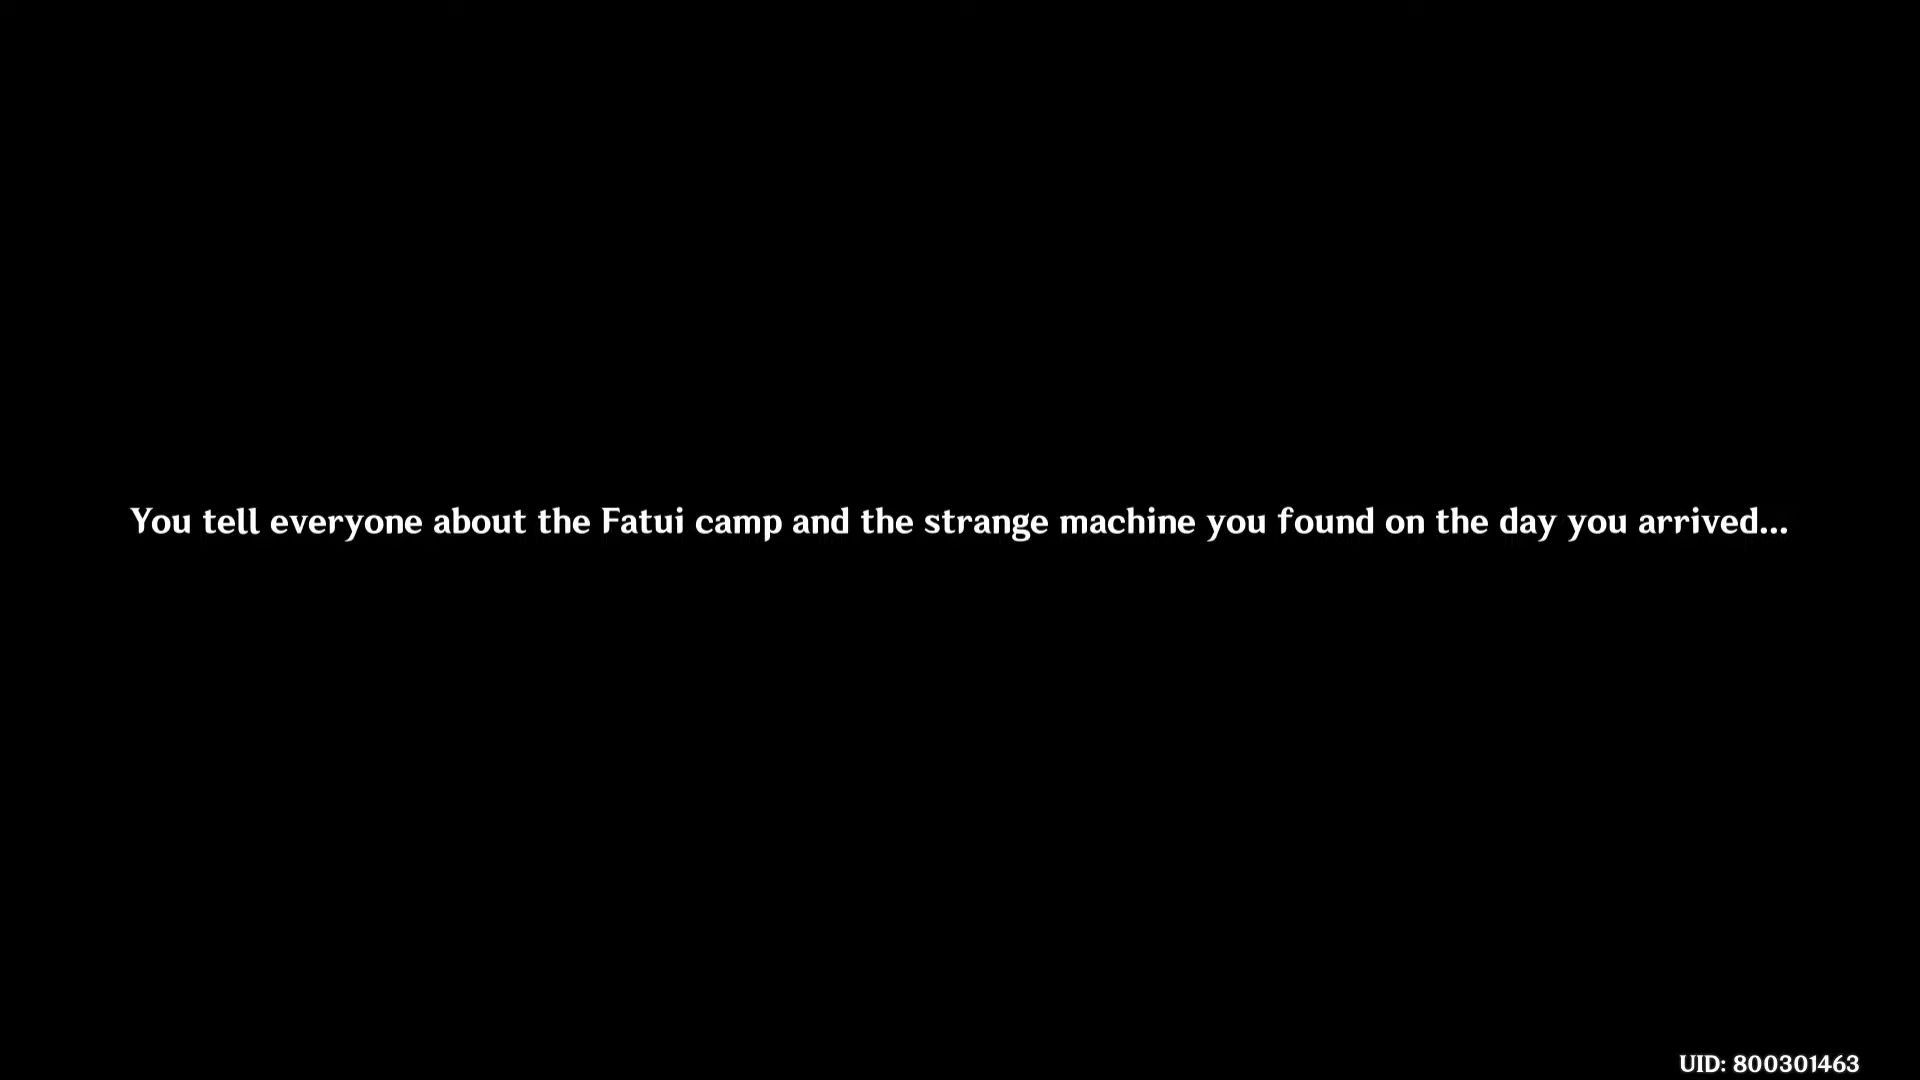 You tell everyone about the Fatui camp and the strange machine you found on the day you arrived...
UID: 800301463